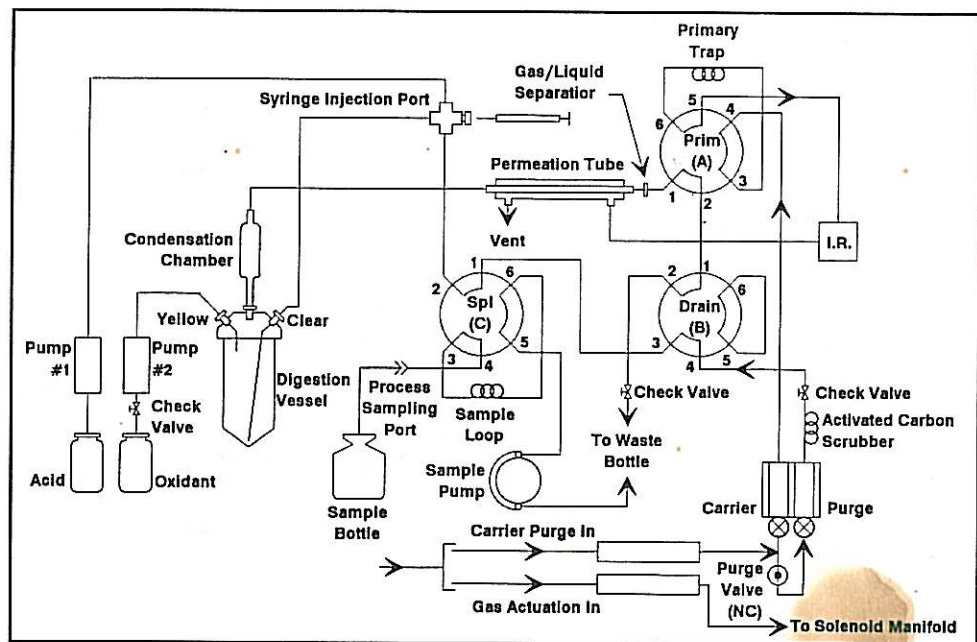 Primary
Trap
Gas/Liquid
Separatior
Syringe Injection Port
5
4
6
Prim
(A)
3
1
2
Permeation Tube
Vent
I.R.
Condensation
Chamber
1
6
2
Spl
(C)
3
4
5
1
2
6
Drain
(B)
3
4
5
Yellow
Clear
Pump
#1
Pump
#2
Check
Valve
Digestion
Vessel
Process
Sampling
Port
Sample
Loop
Check Valve
Check Valve
Activated Carbon
Scrubber
To Waste
Bottle
Acid
Oxidant
Sample
Bottle
Sample
Pump
Carrier
Purge
Carrier Purge In
Purge
Valve
(NC)
Gas Actuation In
To Solenoid Manifold